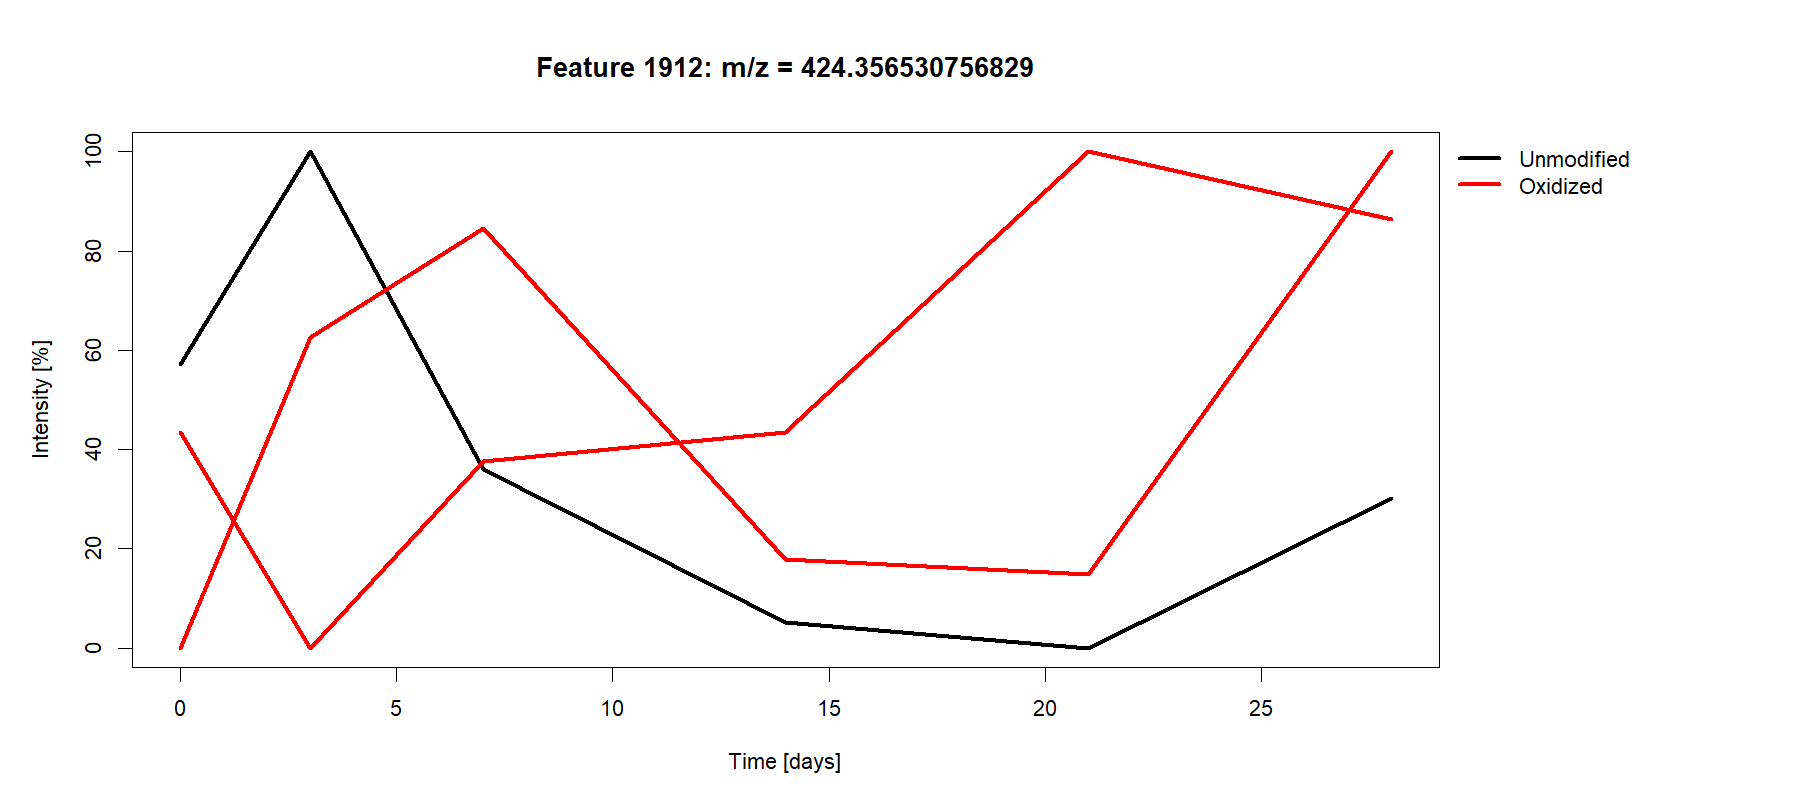 Feature 1912: m/z = 424.356530756829
Unmodified
Oxidized
Intensity [%]
100
80
60
40
20
0
0 5 10 15 20 25
Time [days]